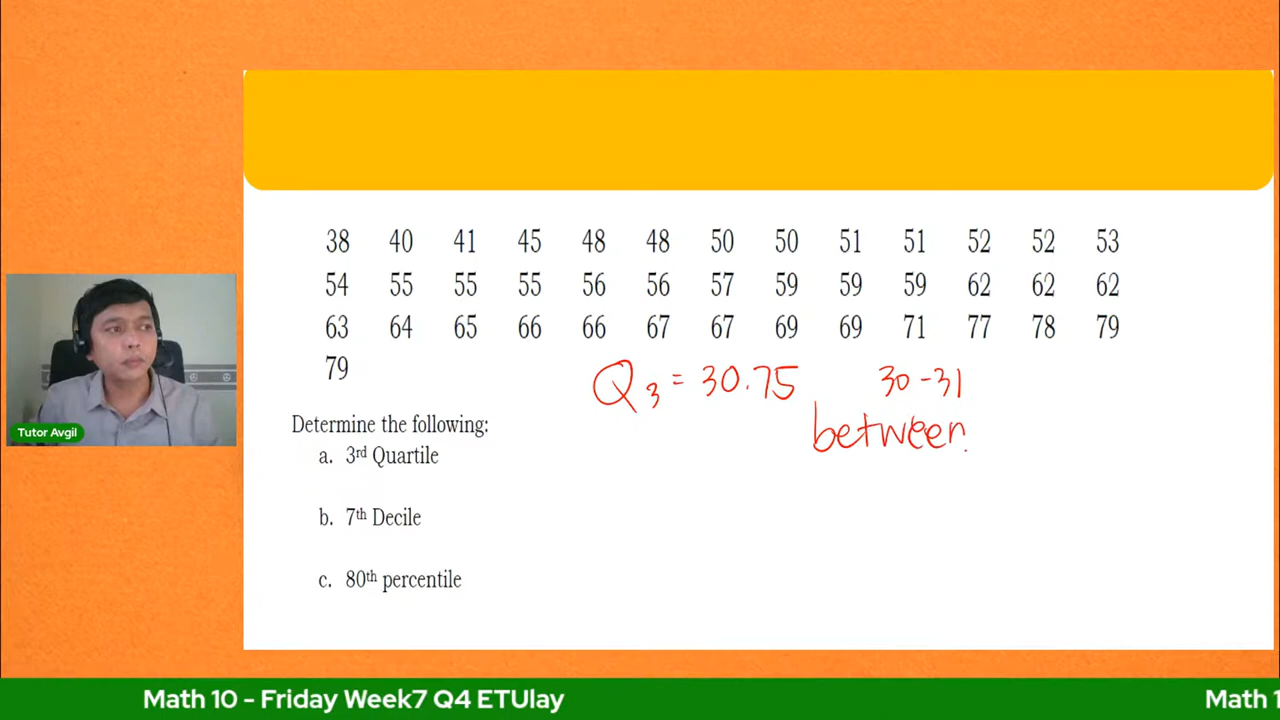 38 40 41 45 48 48 50 50 51 51 52 52 53
54 55 55 55 56 56 57 59 59 59 62 62 62
63 64 65 66 66 67 67 69 69 71 77 78 79
79
Q3 = 30.75 30-31
between
Determine the following:
a. 3rd Quartile
b. 7th Decile
c. 80th percentile
Tutor Avgil
Math 10 - Friday Week7 Q4 ETUlay
Math 1